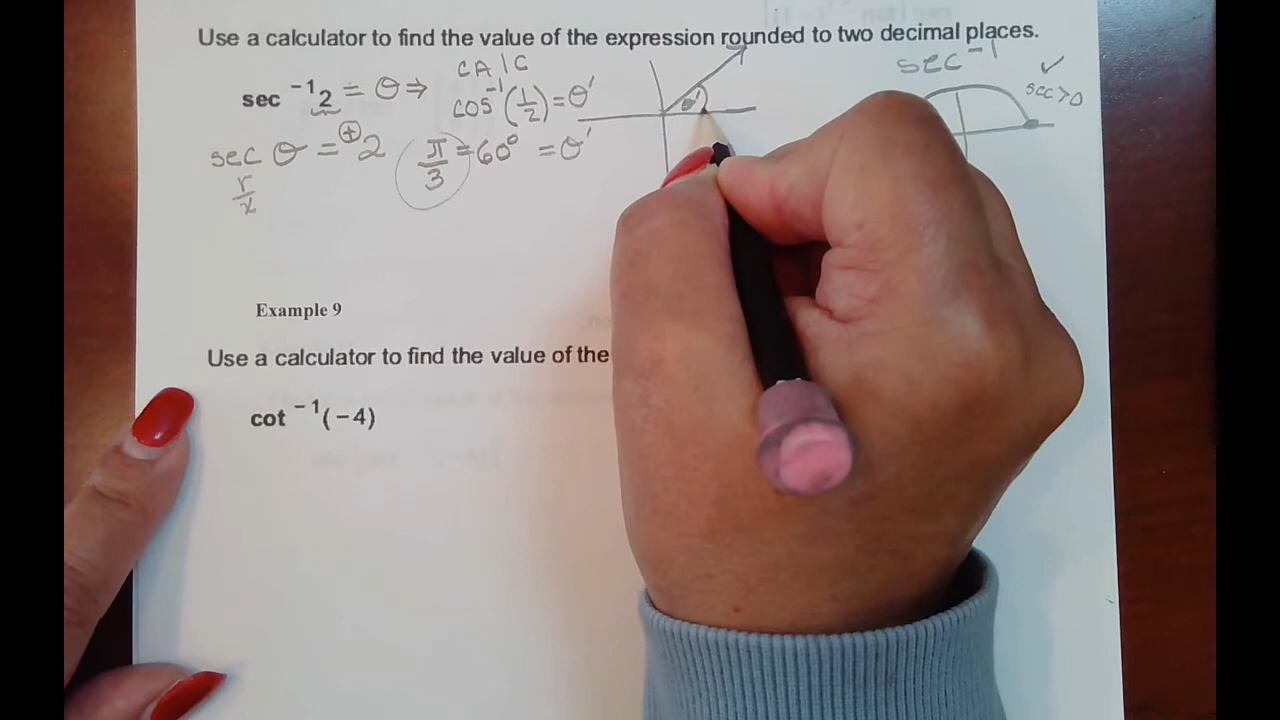 Use a calculator to find the value of the expression rounded to two decimal places.
sec⁻¹2 = θ ⇒ CALC
cos⁻¹(1/2) = θ'
sec θ = ⊕2
r/x
π/3 = 60° = θ'
θ'
sec⁻¹
✓
sec>0
Example 9
Use a calculator to find the value of the
cot⁻¹(−4)